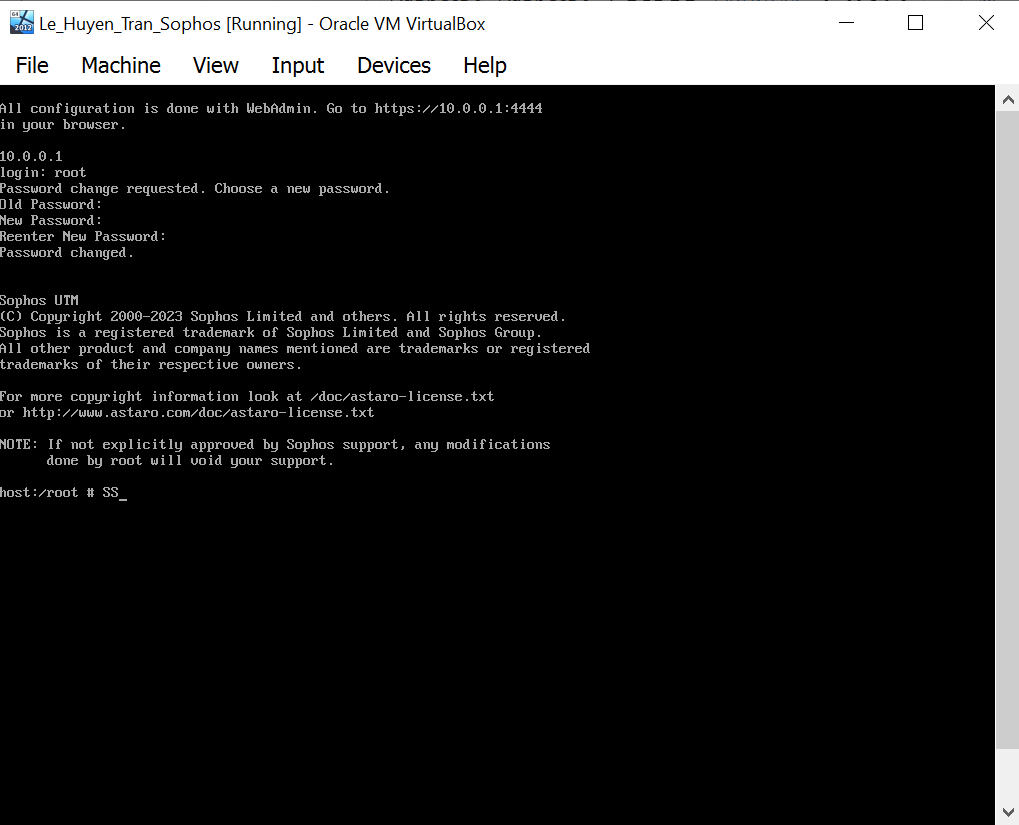 Le_Huyen_Tran_Sophos [Running] - Oracle VM VirtualBox
File Machine View Input Devices Help
All configuration is done with WebAdmin. Go to https://10.0.0.1:4444
in your browser.
10.0.0.1
login: root
Password change requested. Choose a new password.
Old Password:
New Password:
Reenter New Password:
Password changed.
Sophos UTM
(C) Copyright 2000-2023 Sophos Limited and others. All rights reserved.
Sophos is a registered trademark of Sophos Limited and Sophos Group.
All other product and company names mentioned are trademarks or registered
trademarks of their respective owners.
For more copyright information look at /doc/astaro-license.txt
or http://www.astaro.com/doc/astaro-license.txt
NOTE: If not explicitly approved by Sophos support, any modifications
done by root will void your support.
host:/root # SS_